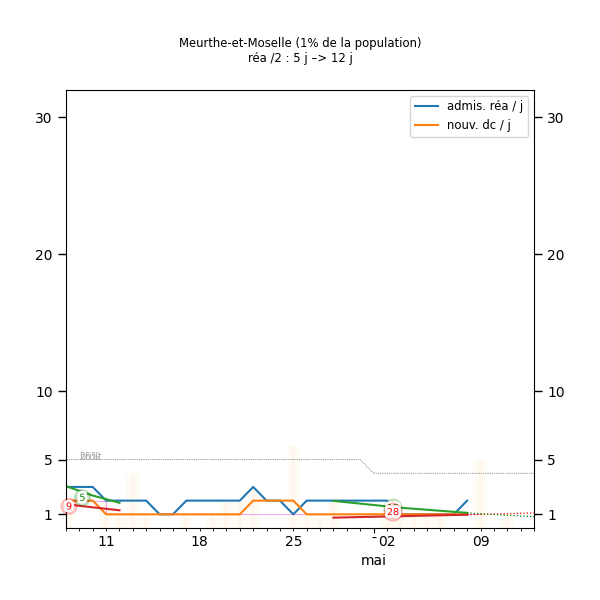 Meurthe-et-Moselle (1% de la population)
réa /2 : 5 j –> 12 j
admis. réa / j
nouv. dc / j
30 30
20 20
10 10
5 5
1 1
5
9
28
11 18 25 02 09
mai